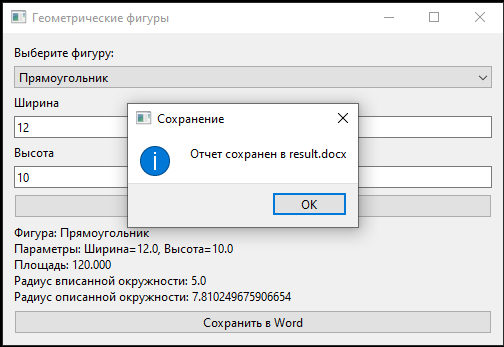 Геометрические фигуры
Выберите фигуру:
Прямоугольник
Ширина
12
Высота
10
Сохранение
Отчет сохранен в result.docx
OK
Фигура: Прямоугольник
Параметры: Ширина=12.0, Высота=10.0
Площадь: 120.000
Радиус вписанной окружности: 5.0
Радиус описанной окружности: 7.810249675906654
Сохранить в Word